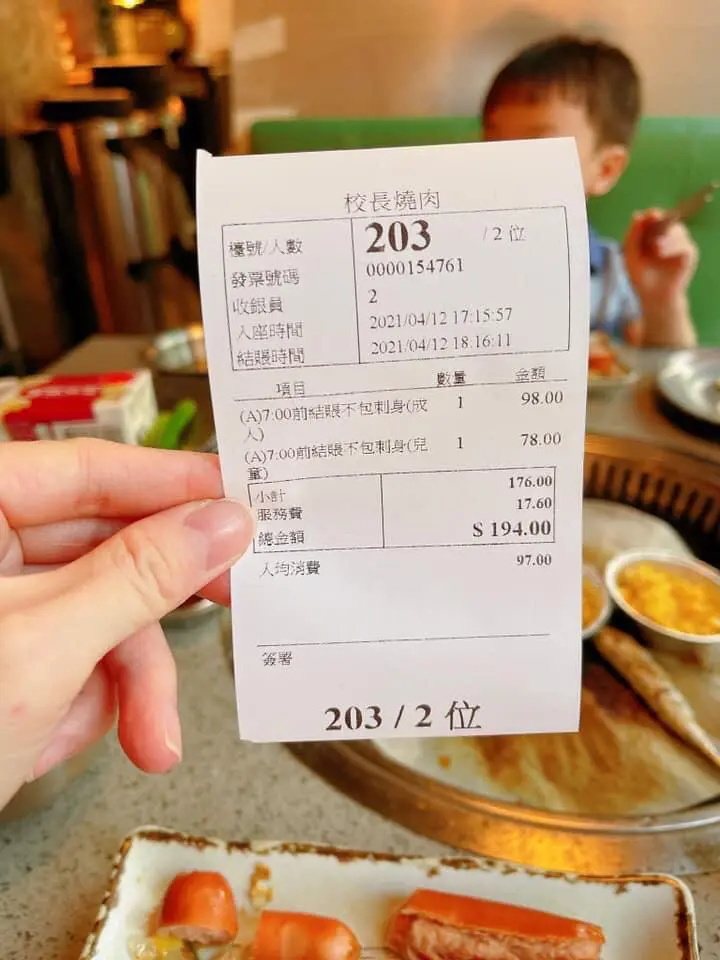 校長燒肉
檯號/人數 203 / 2 位
發票號碼 0000154761
收銀員 2
入座時間 2021/04/12 17:15:57
結賬時間 2021/04/12 18:16:11
項目 數量 金額
(A)7:00前結賬不包刺身(成 1 98.00
人)
(A)7:00前結賬不包刺身(兒 1 78.00
童)
小計 176.00
服務費 17.60
總金額 $ 194.00
人均消費 97.00
簽署
203 / 2 位